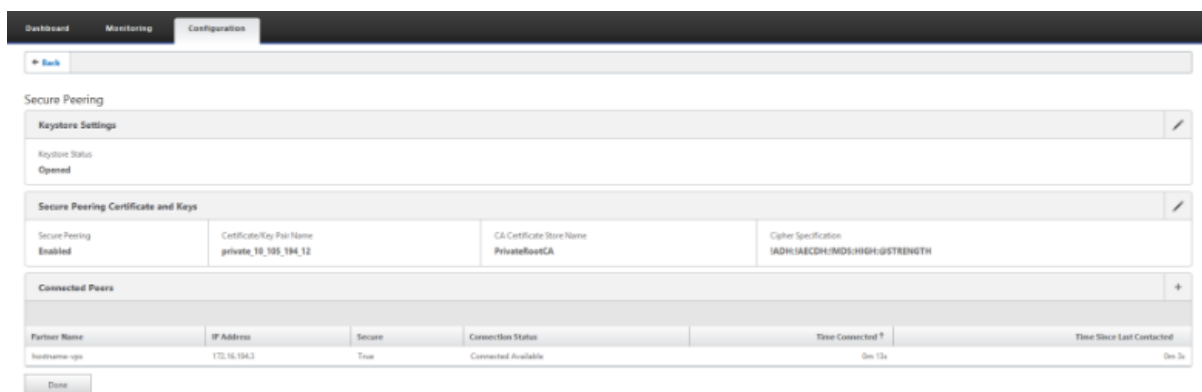 Dashboard Monitoring Configuration
← Back
Secure Peering
Keystore Settings
Keystore Status
Opened
Secure Peering Certificate and Keys
Secure Peering Certificate/Key Pair Name CA Certificate Store Name Cipher Specification
Enabled private_10_105_194_12 PrivateRootCA !ADH:!AECDH:!MD5:HIGH:@STRENGTH
Connected Peers +
Partner Name IP Address Secure Connection Status Time Connected ↑ Time Since Last Contacted
hostname-vpx 172.16.194.3 True Connected Available 0m 13s 0m 3s
Done